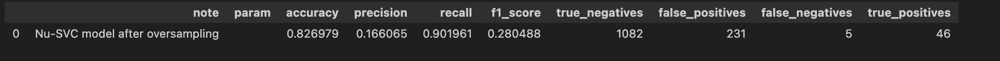 note param accuracy precision recall f1_score true_negatives false_positives false_negatives true_positives
0 Nu-SVC model after oversampling 0.826979 0.166065 0.901961 0.280488 1082 231 5 46